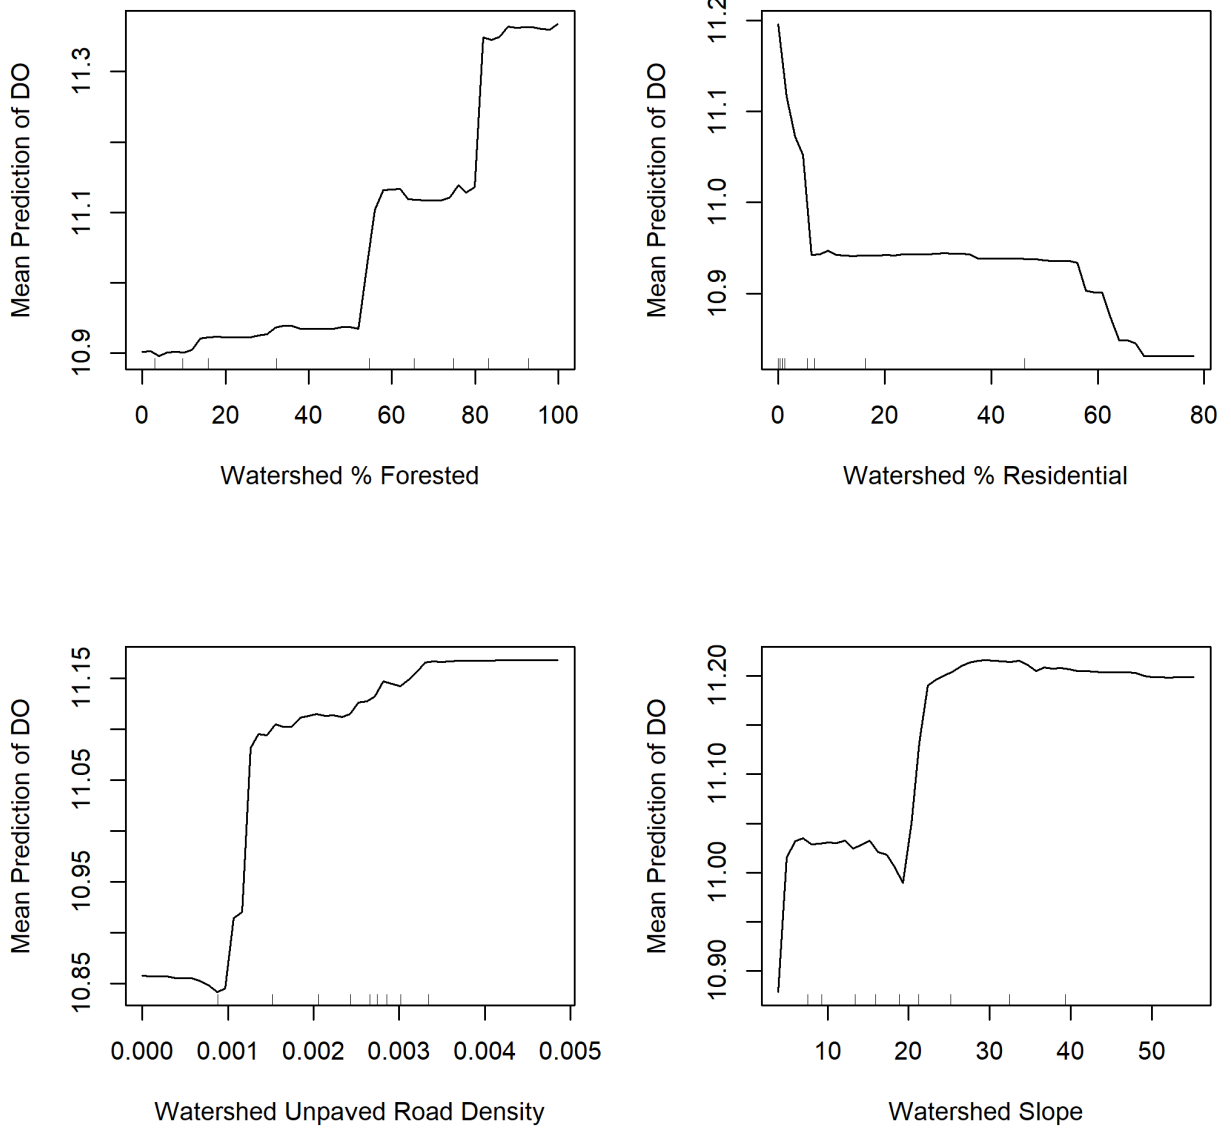 Mean Prediction of DO
10.9 11.1 11.3
0 20 40 60 80 100
Watershed % Forested
Mean Prediction of DO
10.9 11.0 11.1 11.2
0 20 40 60 80
Watershed % Residential
Mean Prediction of DO
10.85 10.95 11.05 11.15
0.000 0.001 0.002 0.003 0.004 0.005
Watershed Unpaved Road Density
Mean Prediction of DO
10.90 11.00 11.10 11.20
10 20 30 40 50
Watershed Slope